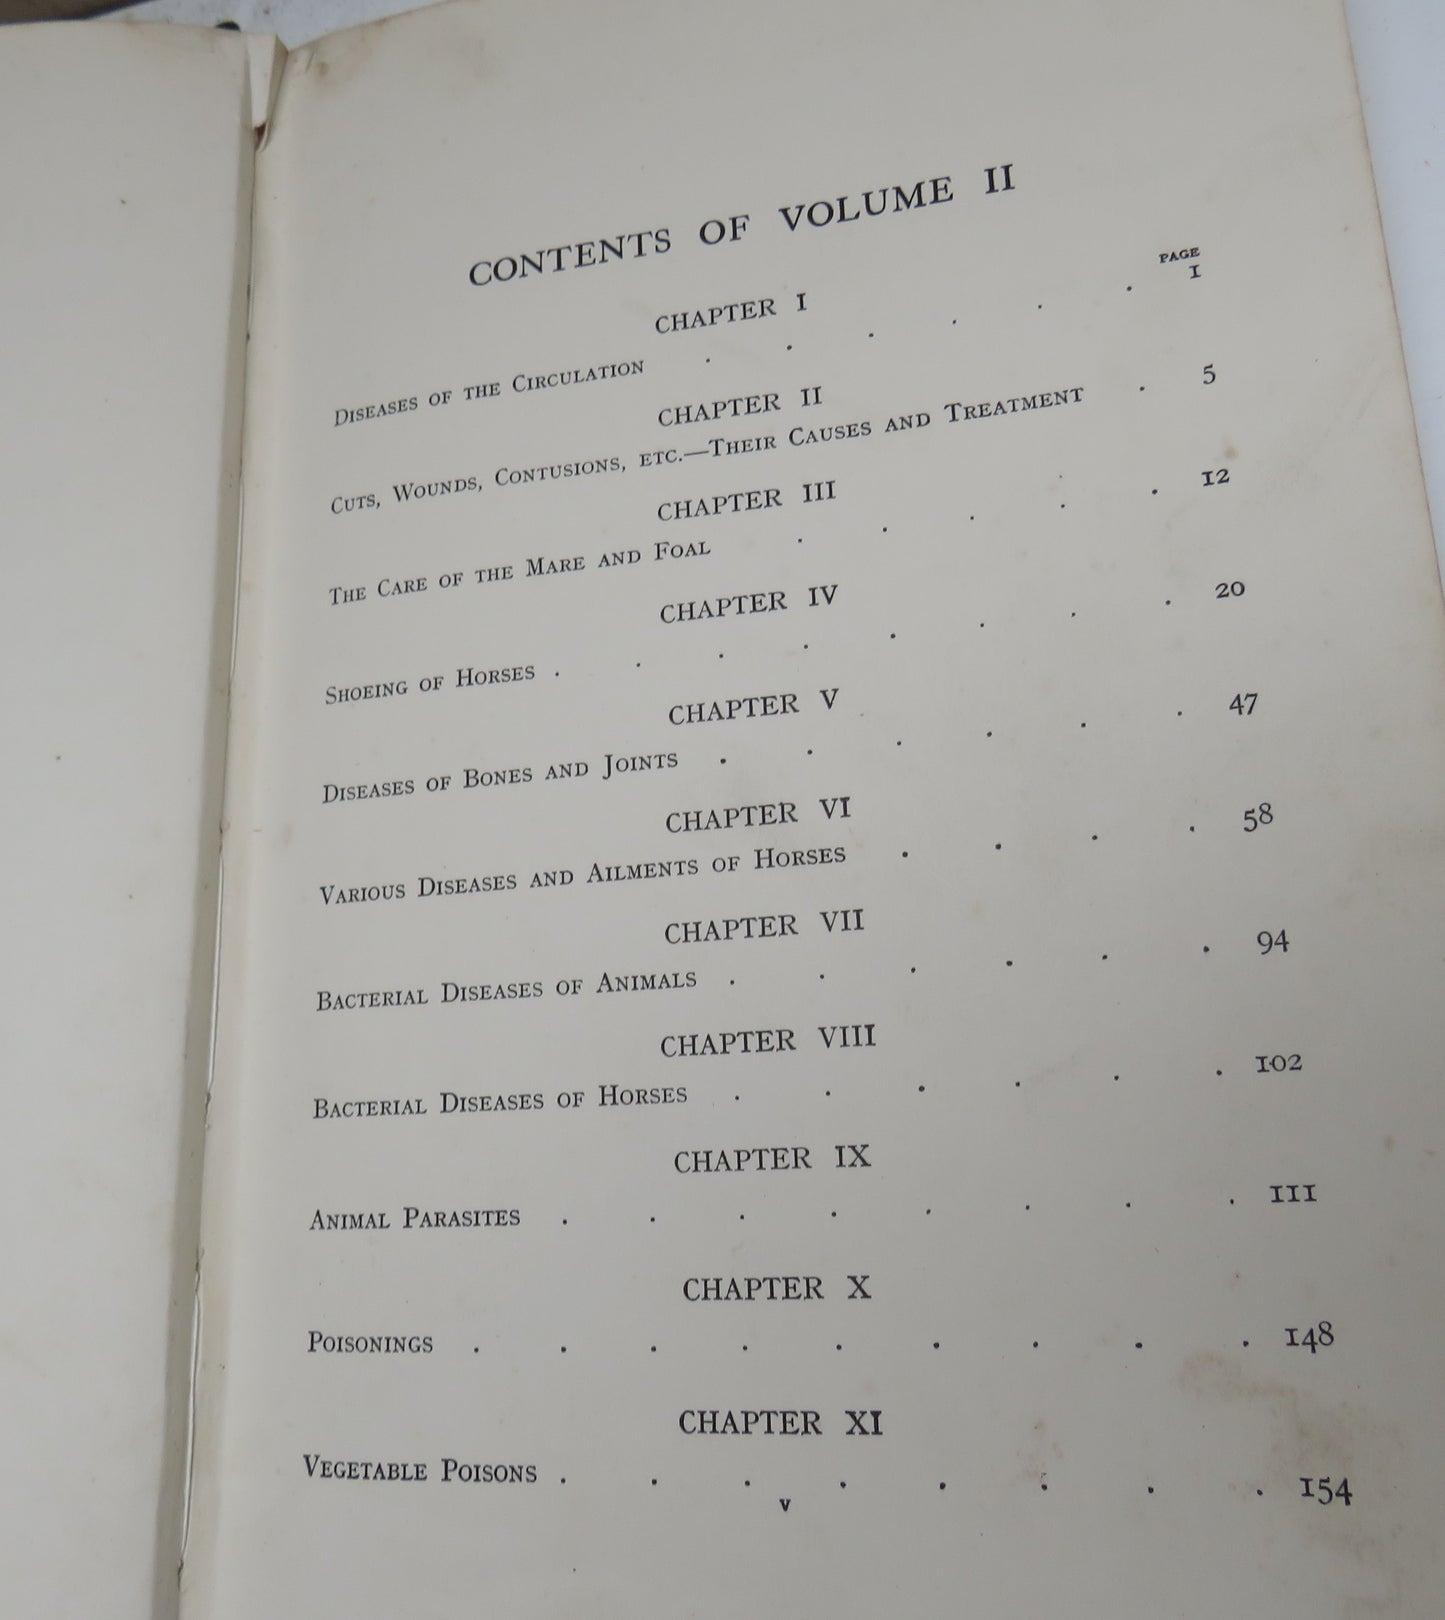 CONTENTS OF VOLUME II
PAGE
CHAPTER I
DISEASES OF THE CIRCULATION . . . . . . 1
CHAPTER II
CUTS, WOUNDS, CONTUSIONS, ETC.—THEIR CAUSES AND TREATMENT . 5
CHAPTER III
THE CARE OF THE MARE AND FOAL . . . . . 12
CHAPTER IV
SHOEING OF HORSES . . . . . . . . 20
CHAPTER V
DISEASES OF BONES AND JOINTS . . . . . . 47
CHAPTER VI
VARIOUS DISEASES AND AILMENTS OF HORSES . . . . 58
CHAPTER VII
BACTERIAL DISEASES OF ANIMALS . . . . . . 94
CHAPTER VIII
BACTERIAL DISEASES OF HORSES . . . . . . 102
CHAPTER IX
ANIMAL PARASITES . . . . . . . . 111
CHAPTER X
POISONINGS . . . . . . . . . 148
CHAPTER XI
VEGETABLE POISONS . . . . . . . . 154
v